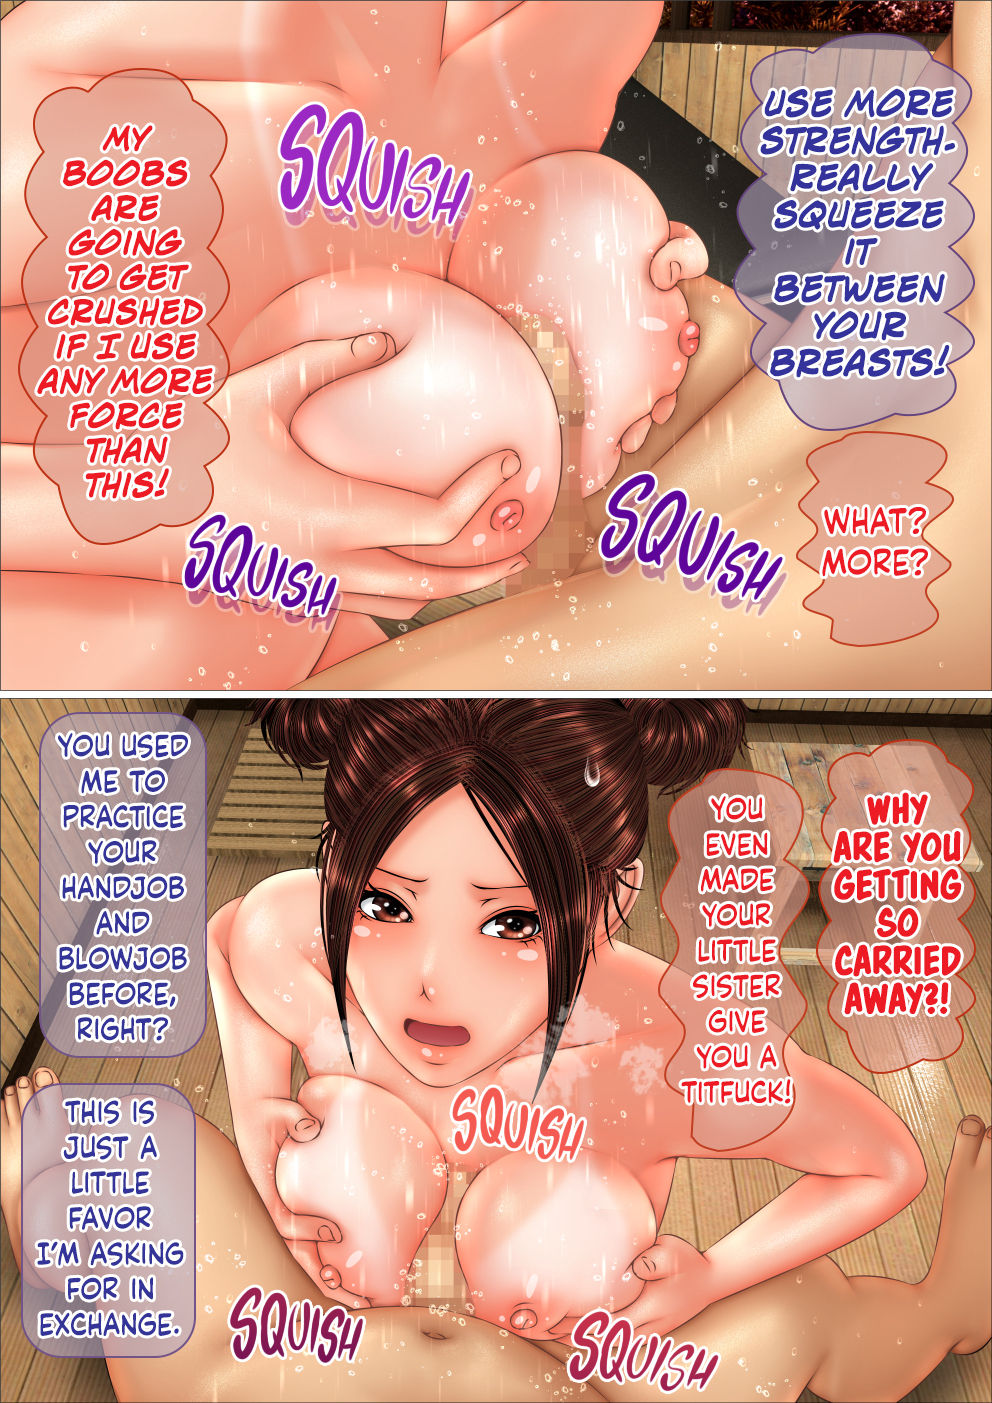 USE MORE
STRENGTH-
REALLY
SQUEEZE
IT
BETWEEN
YOUR
BREASTS!
WHAT?
MORE?
SQUISH
MY
BOOBS
ARE
GOING
TO GET
CRUSHED
IF I USE
ANY MORE
FORCE
THAN
THIS!
SQUISH
SQUISH
WHY
ARE YOU
GETTING
SO
CARRIED
AWAY?!
YOU
EVEN
MADE
YOUR
LITTLE
SISTER
GIVE
YOU A
TITFUCK!
YOU USED
ME TO
PRACTICE
YOUR
HANDJOB
AND
BLOWJOB
BEFORE,
RIGHT?
THIS IS
JUST A
LITTLE
FAVOR
I'M ASKING
FOR IN
EXCHANGE.
SQUISH
SQUISH
SQUISH